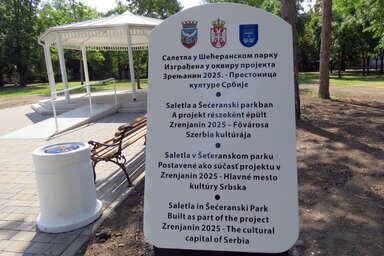 Салетла у Шећеранском парку
Изграђена у оквиру пројекта
Зрењанин 2025. - Престоница
културе Србије
Saletla a Šećeranski parkban
A projekt részeként épült
Zrenjanin 2025 - Fővárosa
Szerbia kultúrája
Saletla v Šeťeranskom parku
Postavené ako súčasť projektu v
Zrenjanin 2025 - Hlavné mesto
kultúry Srbska
Saletla in Šećeranski Park
Built as part of the project
Zrenjanin 2025 - The cultural
capital of Serbia